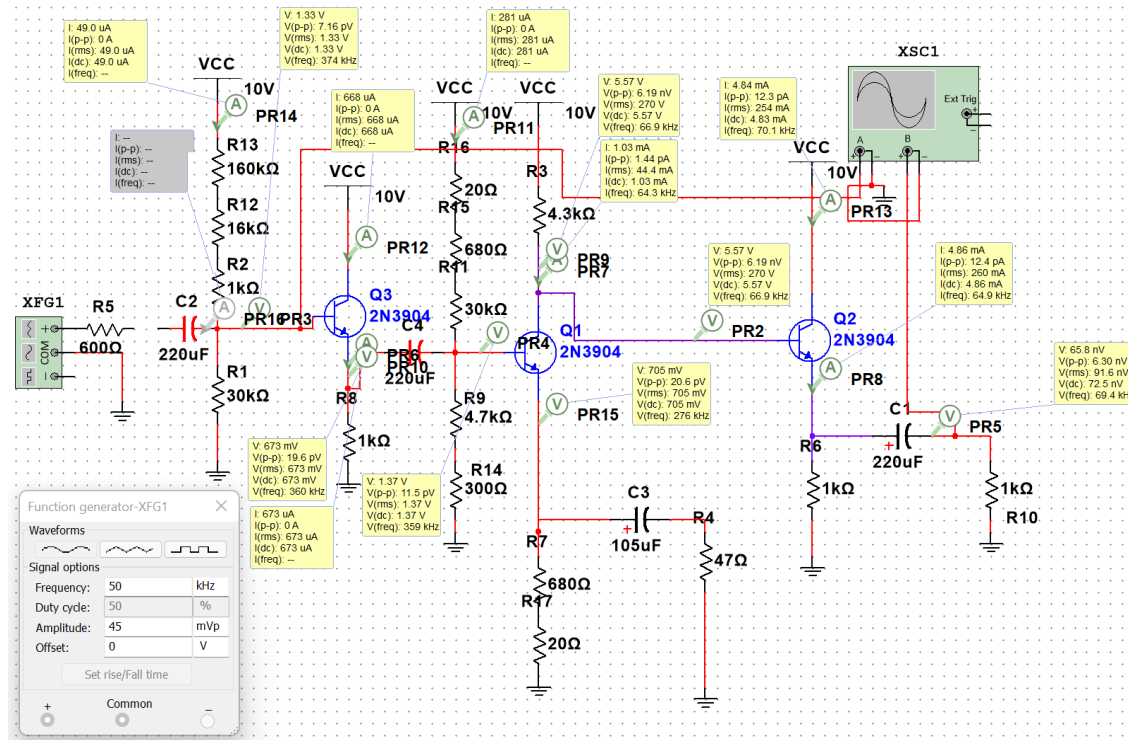 I: 49.0 uA
I(p-p): 0 A
I(rms): 49.0 uA
I(dc): 49.0 uA
I(freq): --
V: 1.33 V
V(p-p): 7.16 pV
V(rms): 1.33 V
V(dc): 1.33 V
V(freq): 374 kHz
I: 281 uA
I(p-p): 0 A
I(rms): 281 uA
I(dc): 281 uA
I(freq): --
XSC1
Ext Trig
A
B
VCC
10V
A
PR14
I: 668 uA
I(p-p): 0 A
I(rms): 668 uA
I(dc): 668 uA
I(freq): --
VCC
10V
A
PR11
VCC
10V
V: 5.57 V
V(p-p): 6.19 nV
V(rms): 270 V
V(dc): 5.57 V
V(freq): 66.9 kHz
I: 4.84 mA
I(p-p): 12.3 pA
I(rms): 254 mA
I(dc): 4.83 mA
I(freq): 70.1 kHz
I: --
I(p-p): --
I(rms): --
I(dc): --
I(freq): --
R13
160kΩ
R16
20Ω
I: 1.03 mA
I(p-p): 1.44 pA
I(rms): 44.4 mA
I(dc): 1.03 mA
I(freq): 64.3 kHz
VCC
10V
VCC
10V
R3
4.3kΩ
A
PR13
R12
16kΩ
R15
680Ω
A
PR12
V
A
PR9
PR7
R2
1kΩ
R11
30kΩ
V: 5.57 V
V(p-p): 6.19 nV
V(rms): 270 V
V(dc): 5.57 V
V(freq): 66.9 kHz
I: 4.86 mA
I(p-p): 12.4 pA
I(rms): 260 mA
I(dc): 4.86 mA
I(freq): 64.9 kHz
XFG1
COM
R5
600Ω
C2
220uF
A
PR16
V
PR3
Q3
2N3904
C4
220uF
V
PR4
Q1
2N3904
V
PR2
Q2
2N3904
A
V
PR6
PR10
R1
30kΩ
R8
1kΩ
R9
4.7kΩ
V: 705 mV
V(p-p): 20.6 pV
V(rms): 705 mV
V(dc): 705 mV
V(freq): 276 kHz
A
PR8
V: 65.8 nV
V(p-p): 6.30 nV
V(rms): 91.6 nV
V(dc): 72.5 nV
V(freq): 69.4 kHz
V
PR15
C1
220uF
V
PR5
R6
1kΩ
V: 673 mV
V(p-p): 19.6 pV
V(rms): 673 mV
V(dc): 673 mV
V(freq): 360 kHz
V: 1.37 V
V(p-p): 11.5 pV
V(rms): 1.37 V
V(dc): 1.37 V
V(freq): 359 kHz
R14
300Ω
1kΩ
R10
I: 673 uA
I(p-p): 0 A
I(rms): 673 uA
I(dc): 673 uA
I(freq): --
C3
105uF
R4
47Ω
R7
680Ω
R17
20Ω
Function generator-XFG1
Waveforms
Signal options
Frequency: 50 kHz
Duty cycle: 50 %
Amplitude: 45 mVp
Offset: 0 V
Set rise/Fall time
+ Common –